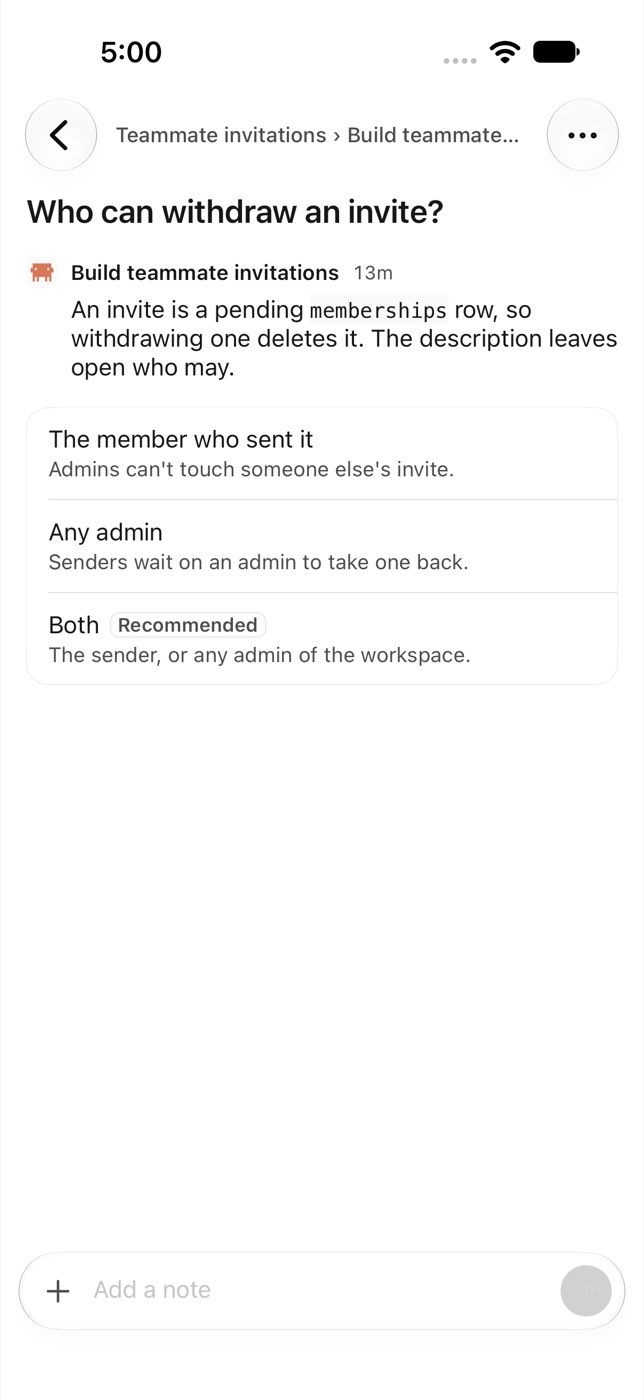 5:00
Teammate invitations › Build teammate...
Who can withdraw an invite?
Build teammate invitations 13m
An invite is a pending memberships row, so
withdrawing one deletes it. The description leaves
open who may.
The member who sent it
Admins can't touch someone else's invite.
Any admin
Senders wait on an admin to take one back.
Both Recommended
The sender, or any admin of the workspace.
Add a note